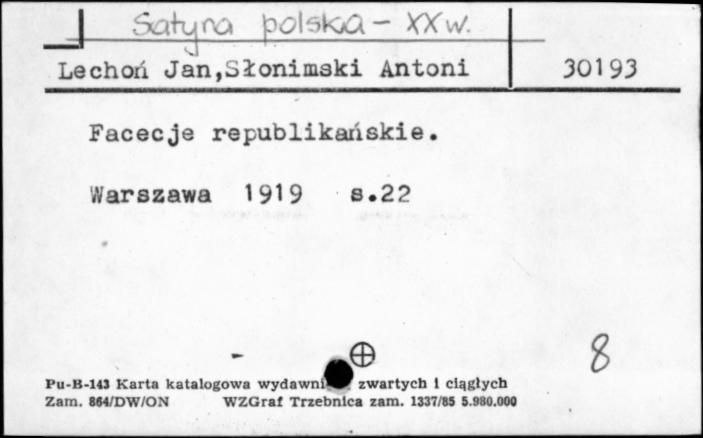 Satyra polska - XX w.
Lechoń Jan,Słonimski Antoni 30193
Facecje republikańskie.
Warszawa 1919 s.22
8
Pu-B-143 Karta katalogowa wydawni zwartych i ciągłych
Zam. 864/DW/ON WZGraf Trzebnica zam. 1337/85 5.980.000